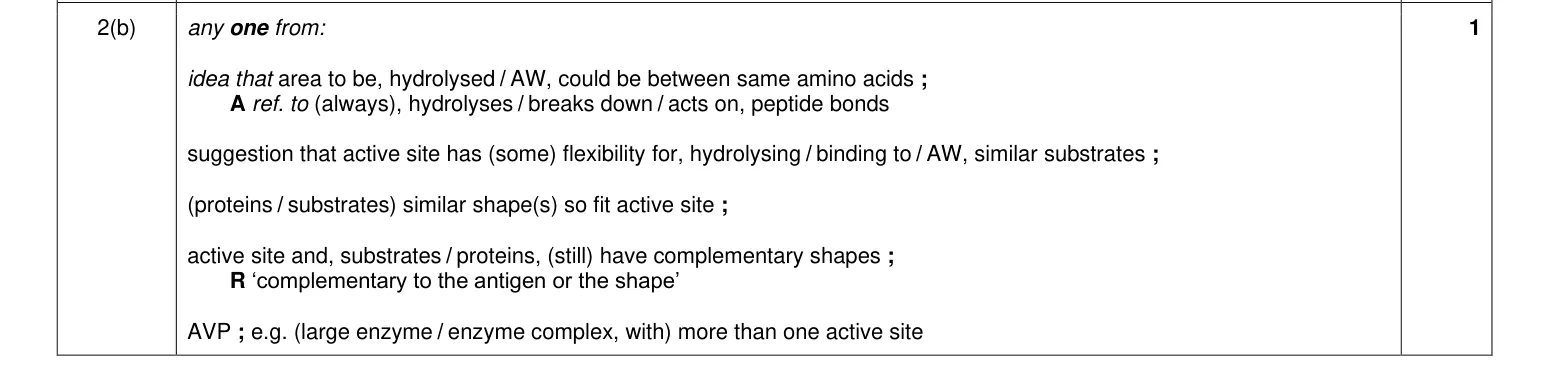 2(b) any one from: 1
idea that area to be, hydrolysed / AW, could be between same amino acids ;
A ref. to (always), hydrolyses / breaks down / acts on, peptide bonds
suggestion that active site has (some) flexibility for, hydrolysing / binding to / AW, similar substrates ;
(proteins / substrates) similar shape(s) so fit active site ;
active site and, substrates / proteins, (still) have complementary shapes ;
R ‘complementary to the antigen or the shape’
AVP ; e.g. (large enzyme / enzyme complex, with) more than one active site